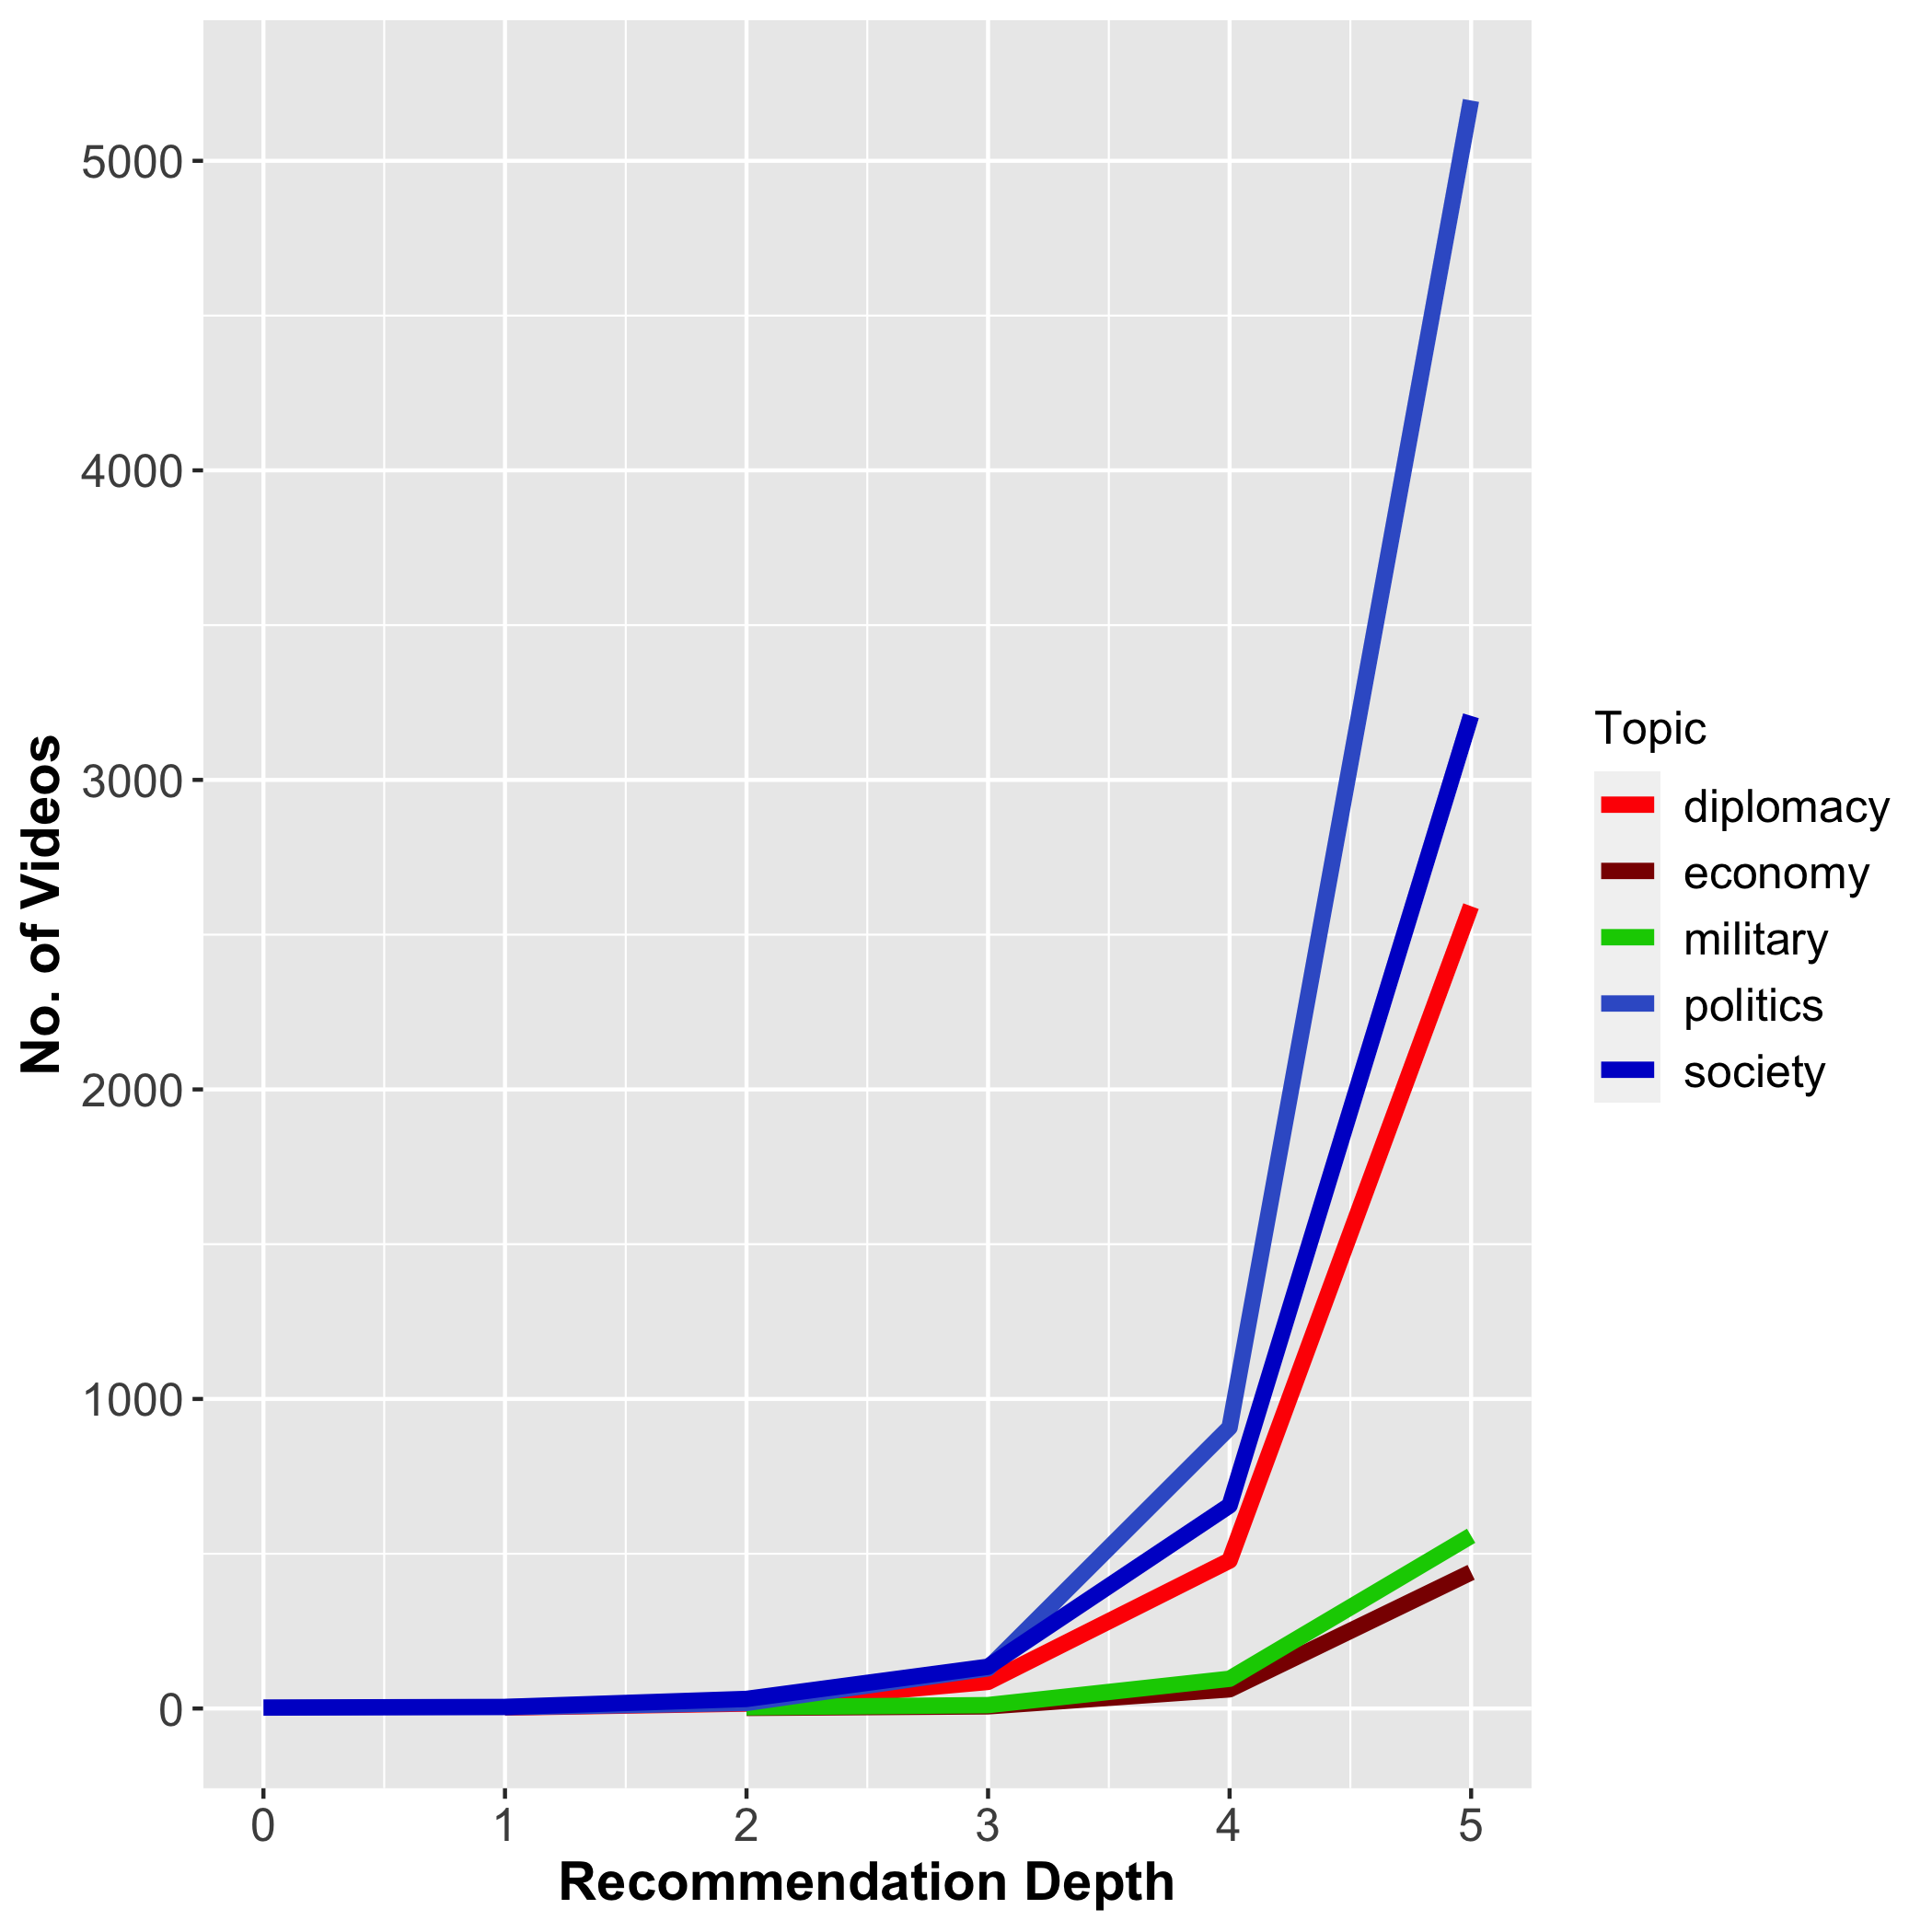 No. of Videos
5000
4000
3000
2000
1000
0
0 1 2 3 4 5
Recommendation Depth
Topic
diplomacy
economy
military
politics
society